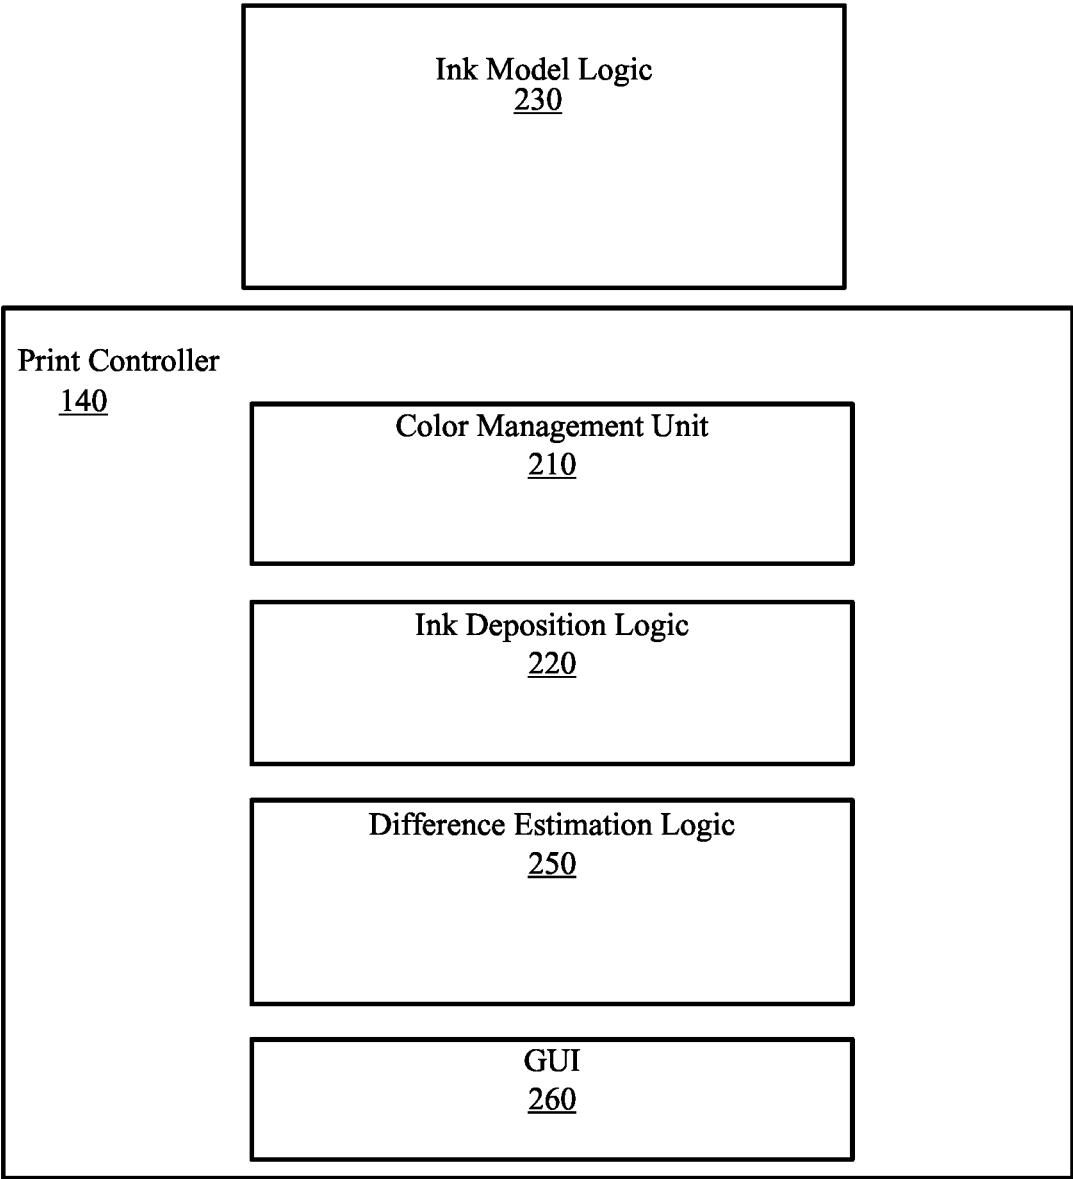 Ink Model Logic
230
Print Controller
140
Color Management Unit
210
Ink Deposition Logic
220
Difference Estimation Logic
250
GUI
260